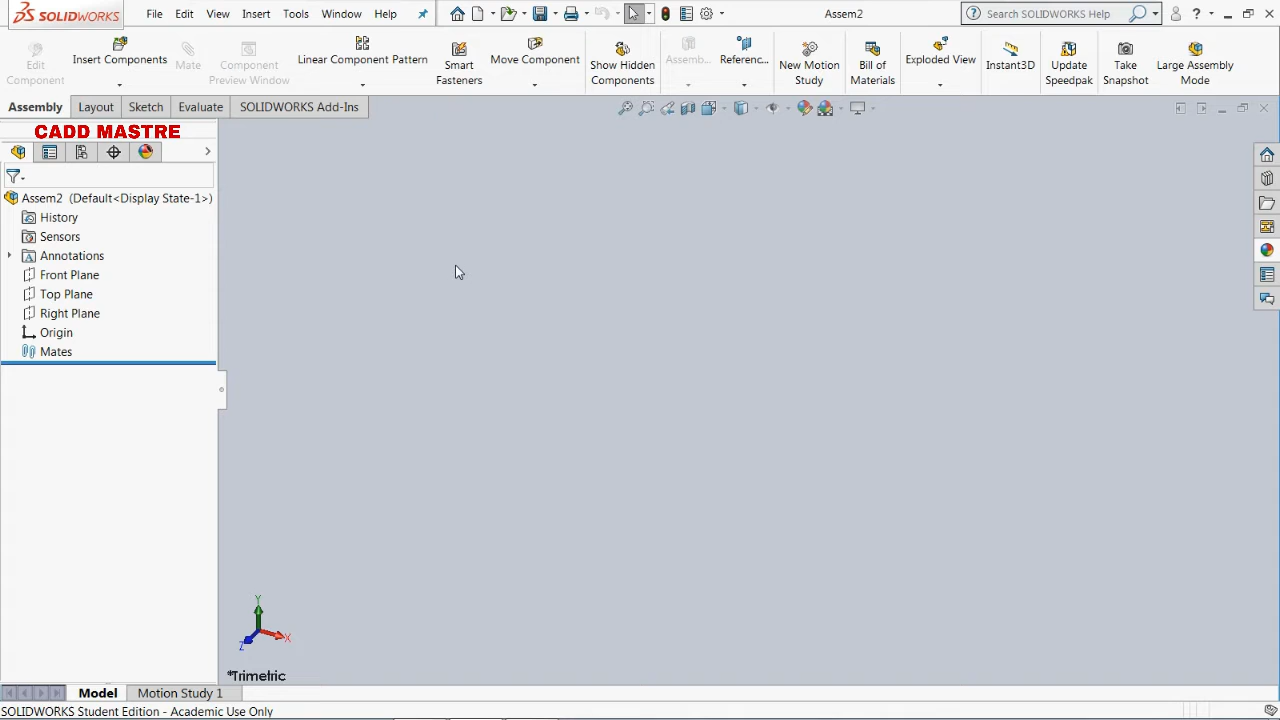 SOLIDWORKS File Edit View Insert Tools Window Help Assem2 Search SOLIDWORKS Help
Edit Component
Insert Components
Mate
Component Preview Window
Linear Component Pattern
Smart Fasteners
Move Component
Show Hidden Components
Assemb...
Referenc...
New Motion Study
Bill of Materials
Exploded View
Instant3D
Update Speedpak
Take Snapshot
Large Assembly Mode
Assembly Layout Sketch Evaluate SOLIDWORKS Add-Ins
CADD MASTRE
Assem2 (Default<Display State-1>)
History
Sensors
Annotations
Front Plane
Top Plane
Right Plane
Origin
Mates
Y
X
Z
*Trimetric
Model Motion Study 1
SOLIDWORKS Student Edition - Academic Use Only